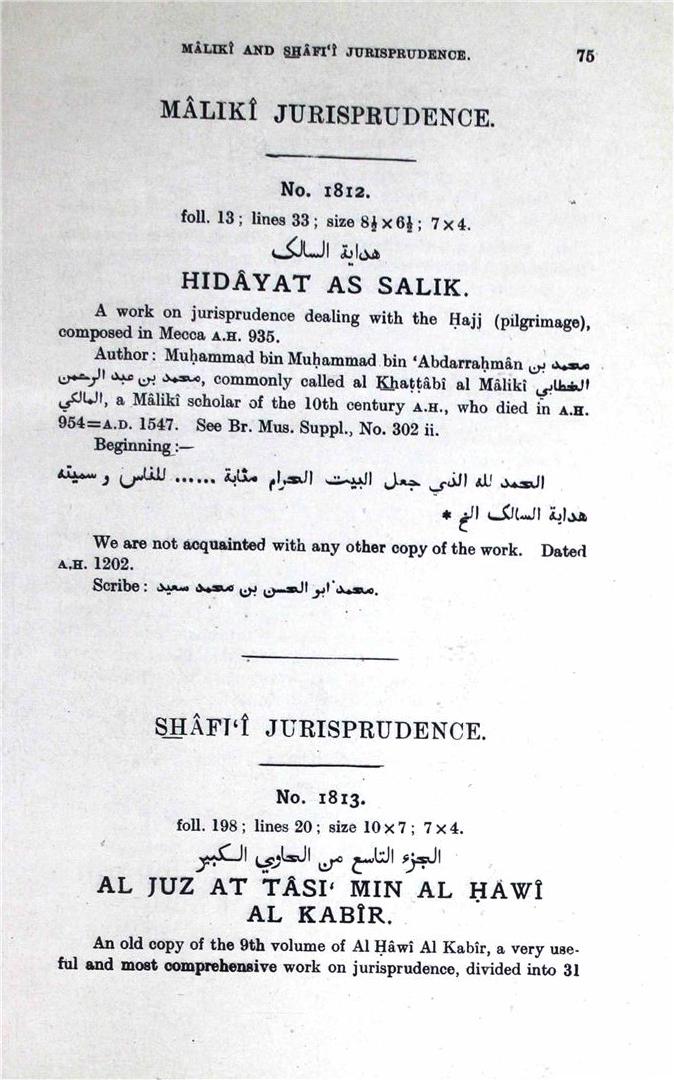 MÂLIKÎ AND SHÂFI‘Î JURISPRUDENCE. 75
MÂLIKÎ JURISPRUDENCE.
No. 1812.
foll. 13; lines 33; size 8½ × 6½; 7 × 4.
هداية السالک
HIDÂYAT AS SALIK.
A work on jurisprudence dealing with the Ḥajj (pilgrimage),
composed in Mecca A.H. 935.
Author: Muḥammad bin Muḥammad bin ‘Abdarraḥmân محمد بن
محمد بن عبد الرحمن, commonly called al Khaṭṭâbî al Mâlikî الخطابي
المالکي, a Mâlikî scholar of the 10th century A.H., who died in A.H.
954=A.D. 1547. See Br. Mus. Suppl., No. 302 ii.
Beginning:—
الحمد لله الذي جعل البيت الحرام مثابة ...... للناس و سميته
هداية السالک الخ *
We are not acquainted with any other copy of the work. Dated
A.H. 1202.
Scribe: محمد ابو الحسن بن محمد سعيد.
SHÂFI‘Î JURISPRUDENCE.
No. 1813.
foll. 198; lines 20; size 10 × 7; 7 × 4.
الجزء التاسع من الحاوي الکبير
AL JUZ AT TÂSI‘ MIN AL ḤÂWÎ
AL KABÎR.
An old copy of the 9th volume of Al Ḥâwî Al Kabîr, a very use-
ful and most comprehensive work on jurisprudence, divided into 31